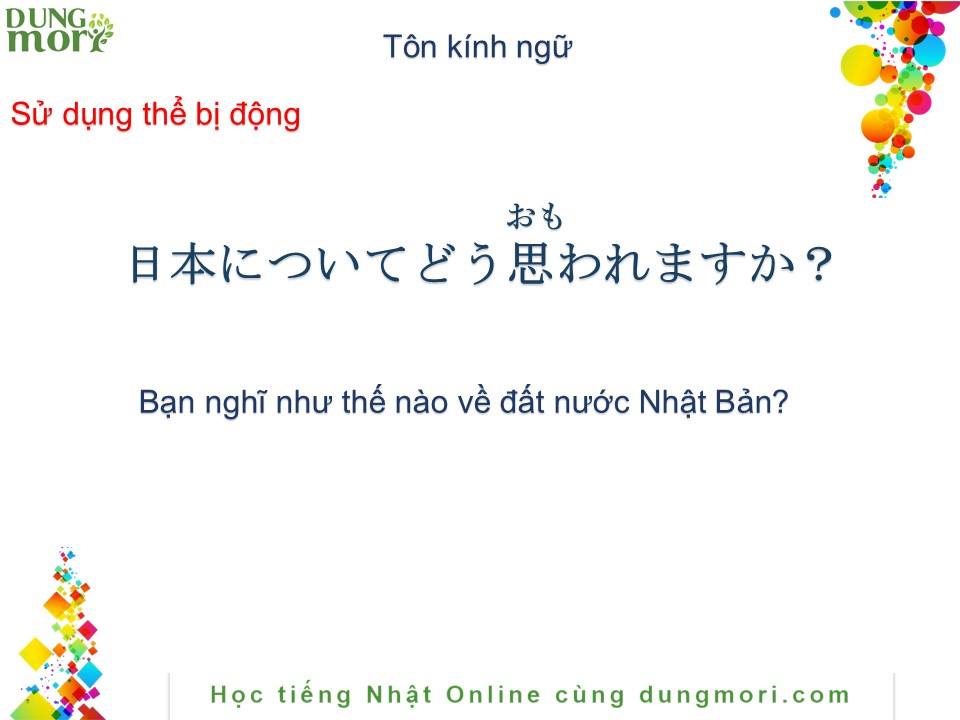 DUNG
mori
Tôn kính ngữ
Sử dụng thể bị động
おも
日本についてどう思われますか？
Bạn nghĩ như thế nào về đất nước Nhật Bản?
Học tiếng Nhật Online cùng dungmori.com